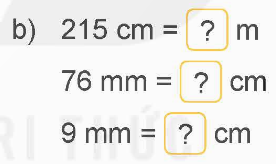 b) 215 cm = ? m
76 mm = ? cm
9 mm = ? cm